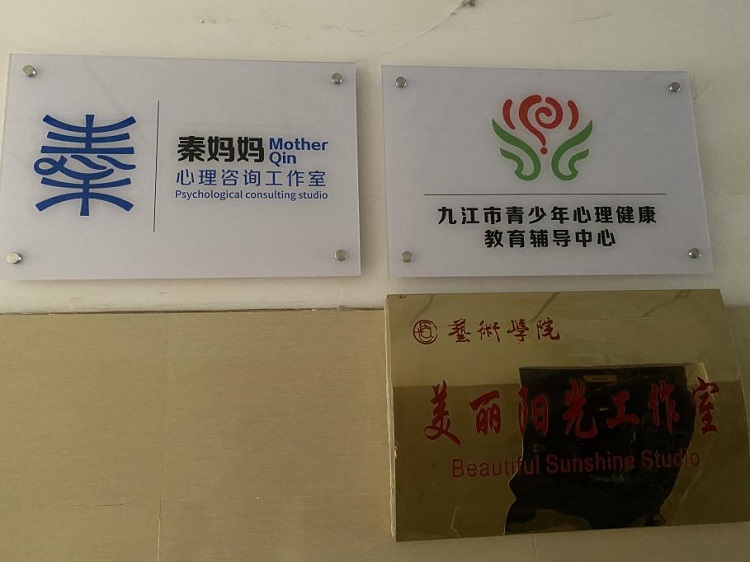 秦
秦妈妈 Mother Qin
心理咨询工作室
Psychological consulting studio
九江市青少年心理健康
教育辅导中心
藝術學院
美丽阳光工作室
Beautiful Sunshine Studio